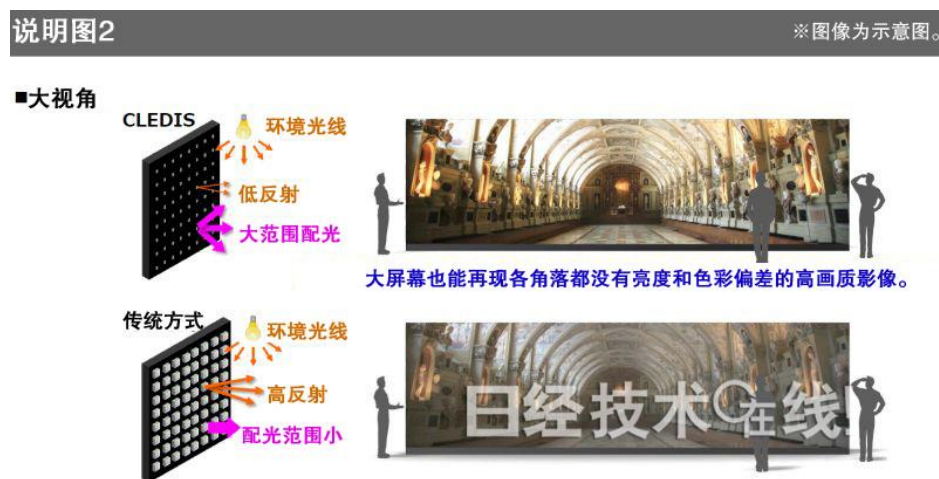 说明图2
※图像为示意图。
■大视角
CLEDIS
环境光线
低反射
大范围配光
大屏幕也能再现各角落都没有亮度和色彩偏差的高画质影像。
传统方式
环境光线
高反射
配光范围小
日经技术在线!